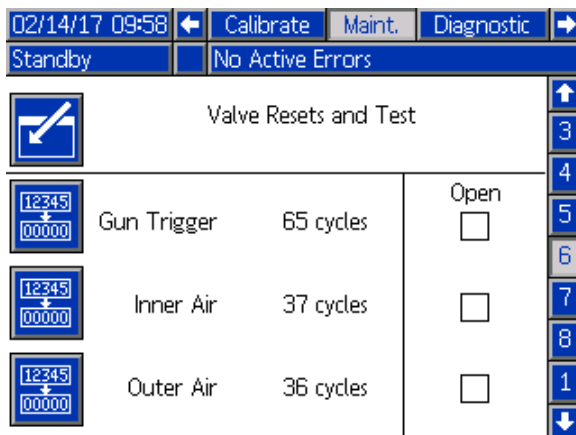 02/14/17 09:58 Calibrate Maint. Diagnostic
Standby No Active Errors
Valve Resets and Test
3
4
Open
12345
00000
Gun Trigger 65 cycles
5
6
12345
00000
Inner Air 37 cycles
7
8
12345
00000
Outer Air 36 cycles
1